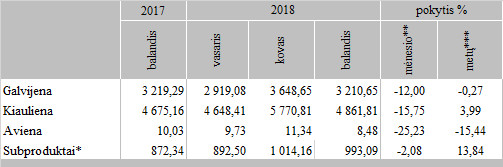 2017 2018 pokytis %
balandis vasaris kovas balandis mėnesio** metų***
Galvijena 3 219,29 2 919,08 3 648,65 3 210,65 -12,00 -0,27
Kiauliena 4 675,16 4 648,41 5 770,81 4 861,81 -15,75 3,99
Aviena 10,03 9,73 11,34 8,48 -25,23 -15,44
Subproduktai* 872,34 892,50 1 014,16 993,09 -2,08 13,84